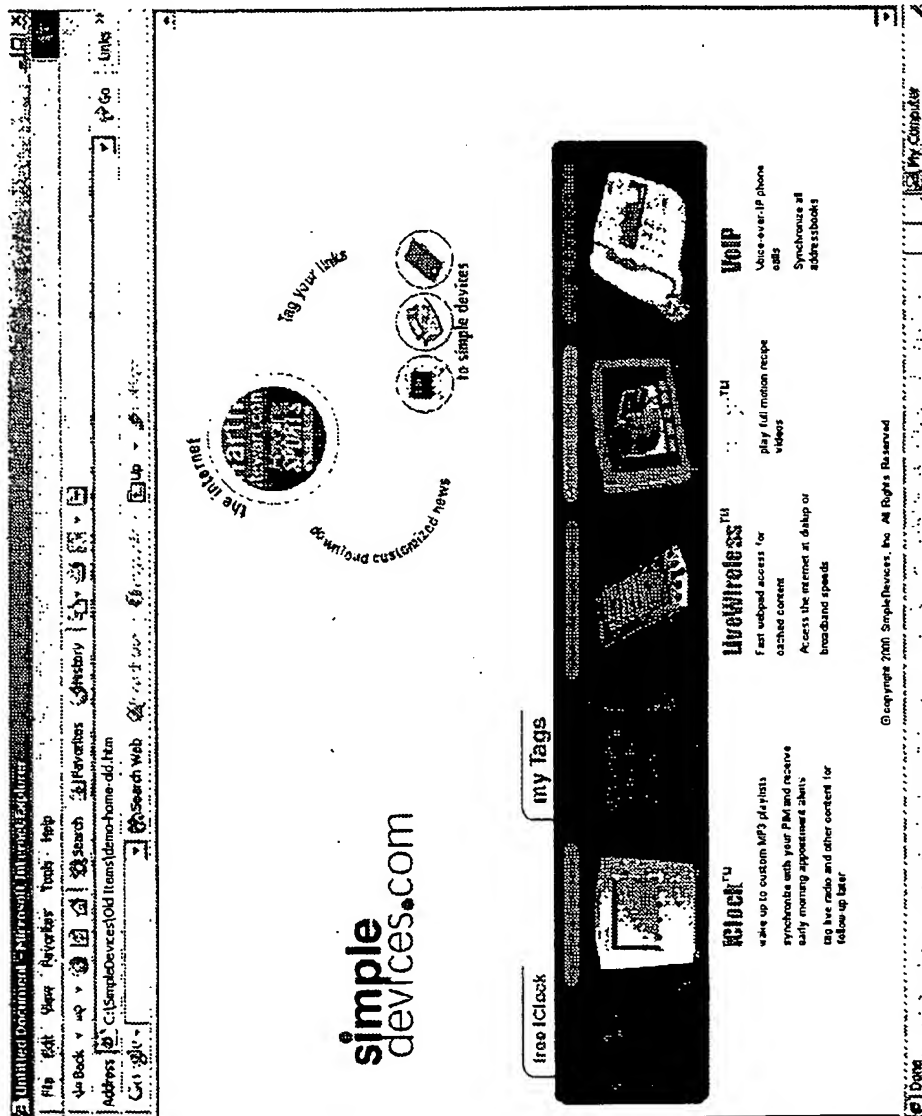 Untitled Document - Microsoft Internet Explorer
File Edit View Favorites Tools Help
Back Search Favorites History
Address C:\SimpleDevices\Old Items\demo-home-dd.htm Go Links »
Google Search Web Up
simple
devices.com
the internet
Tag your links
download customized news
to simple devices
free iClock
my Tags
iClock™
wake up to custom MP3 playlists
synchronize with your PIM and receive
early morning appointment alerts
tag live radio and other content for
follow-up later
LiveWireless™
Fast webpad access for
cached content
Access the internet at dialup or
broadband speeds
™
play full motion recipe
videos
VoIP
Voice-over-IP phone
calls
Synchronize all
addressbooks
© copyright 2000 SimpleDevices, Inc. All Rights Reserved
Done My Computer